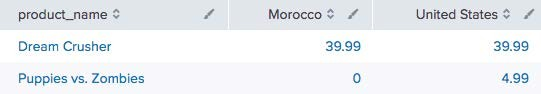 product_name Morocco United States
Dream Crusher 39.99 39.99
Puppies vs. Zombies 0 4.99